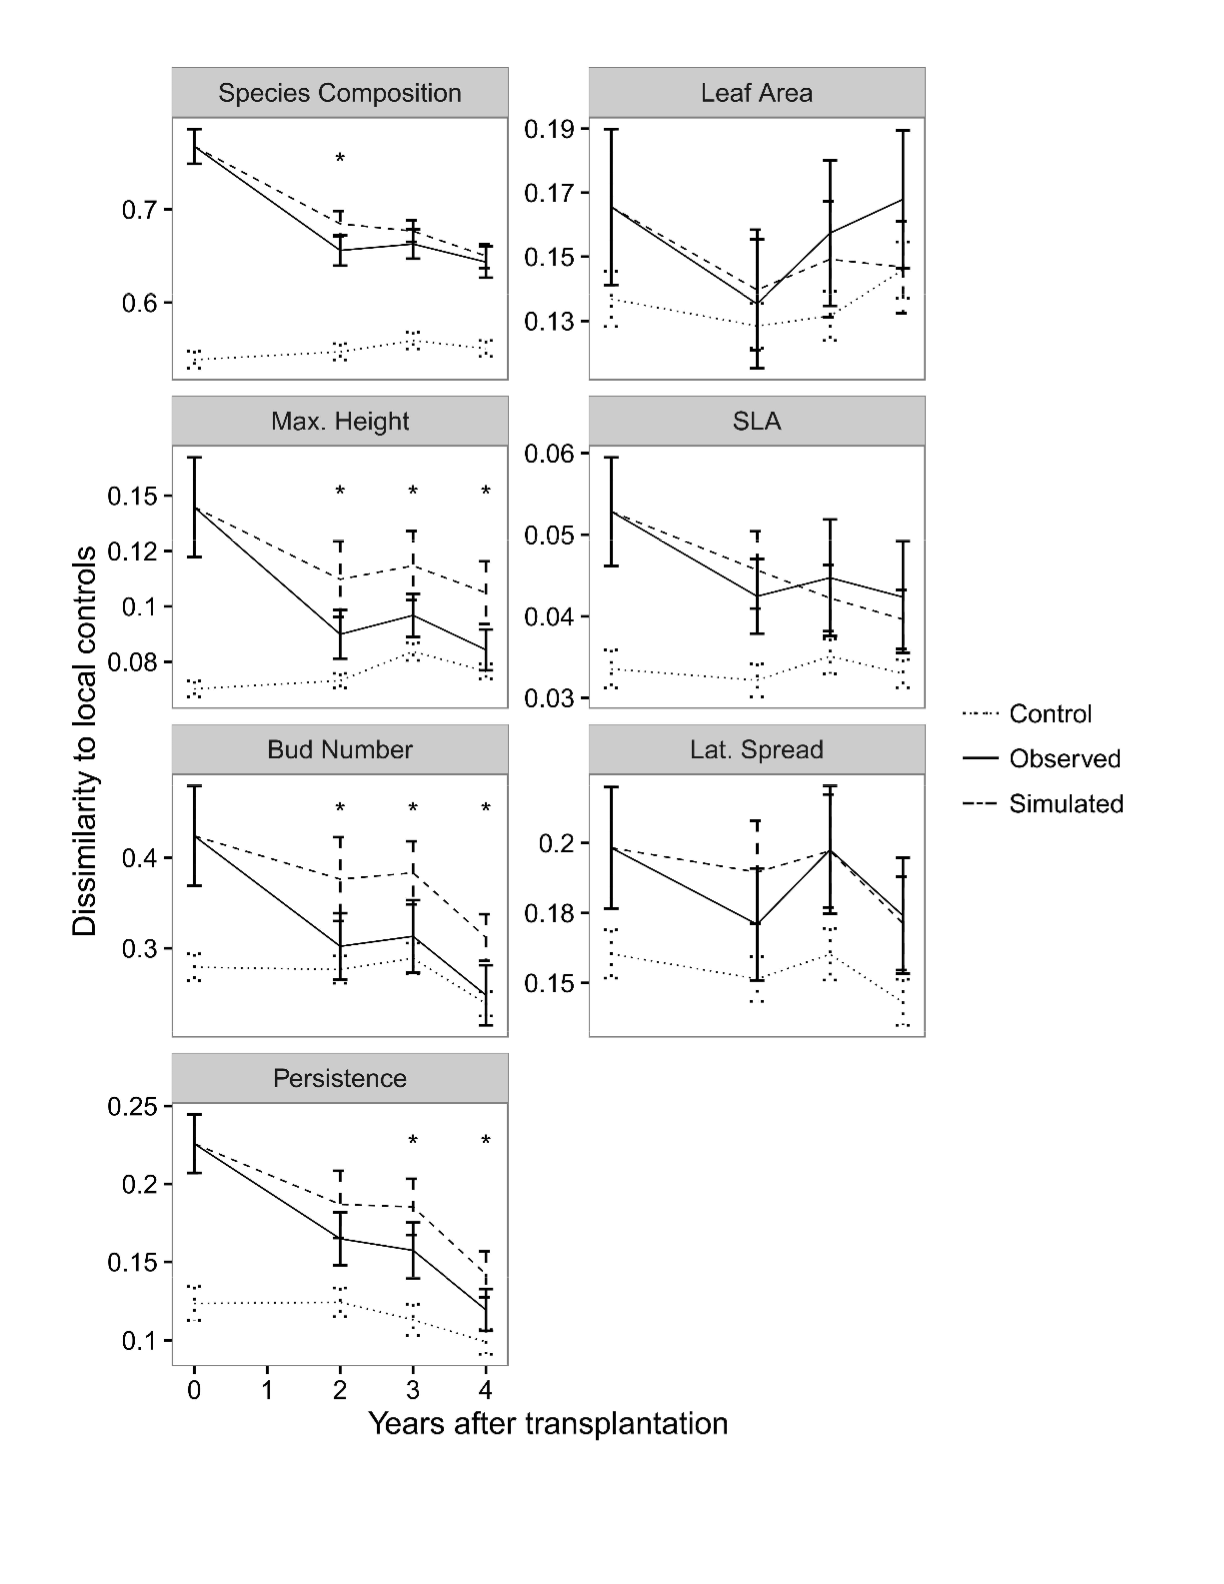 Species Composition
Leaf Area
0.7
0.6
*
0.19
0.17
0.15
0.13
Max. Height
SLA
0.15
0.12
0.1
0.08
* * *
0.06
0.05
0.04
0.03
Bud Number
Lat. Spread
0.4
0.3
* * *
0.2
0.18
0.15
Persistence
0.25
0.2
0.15
0.1
* *
0 1 2 3 4
Years after transplantation
Dissimilarity to local controls
Control
Observed
Simulated